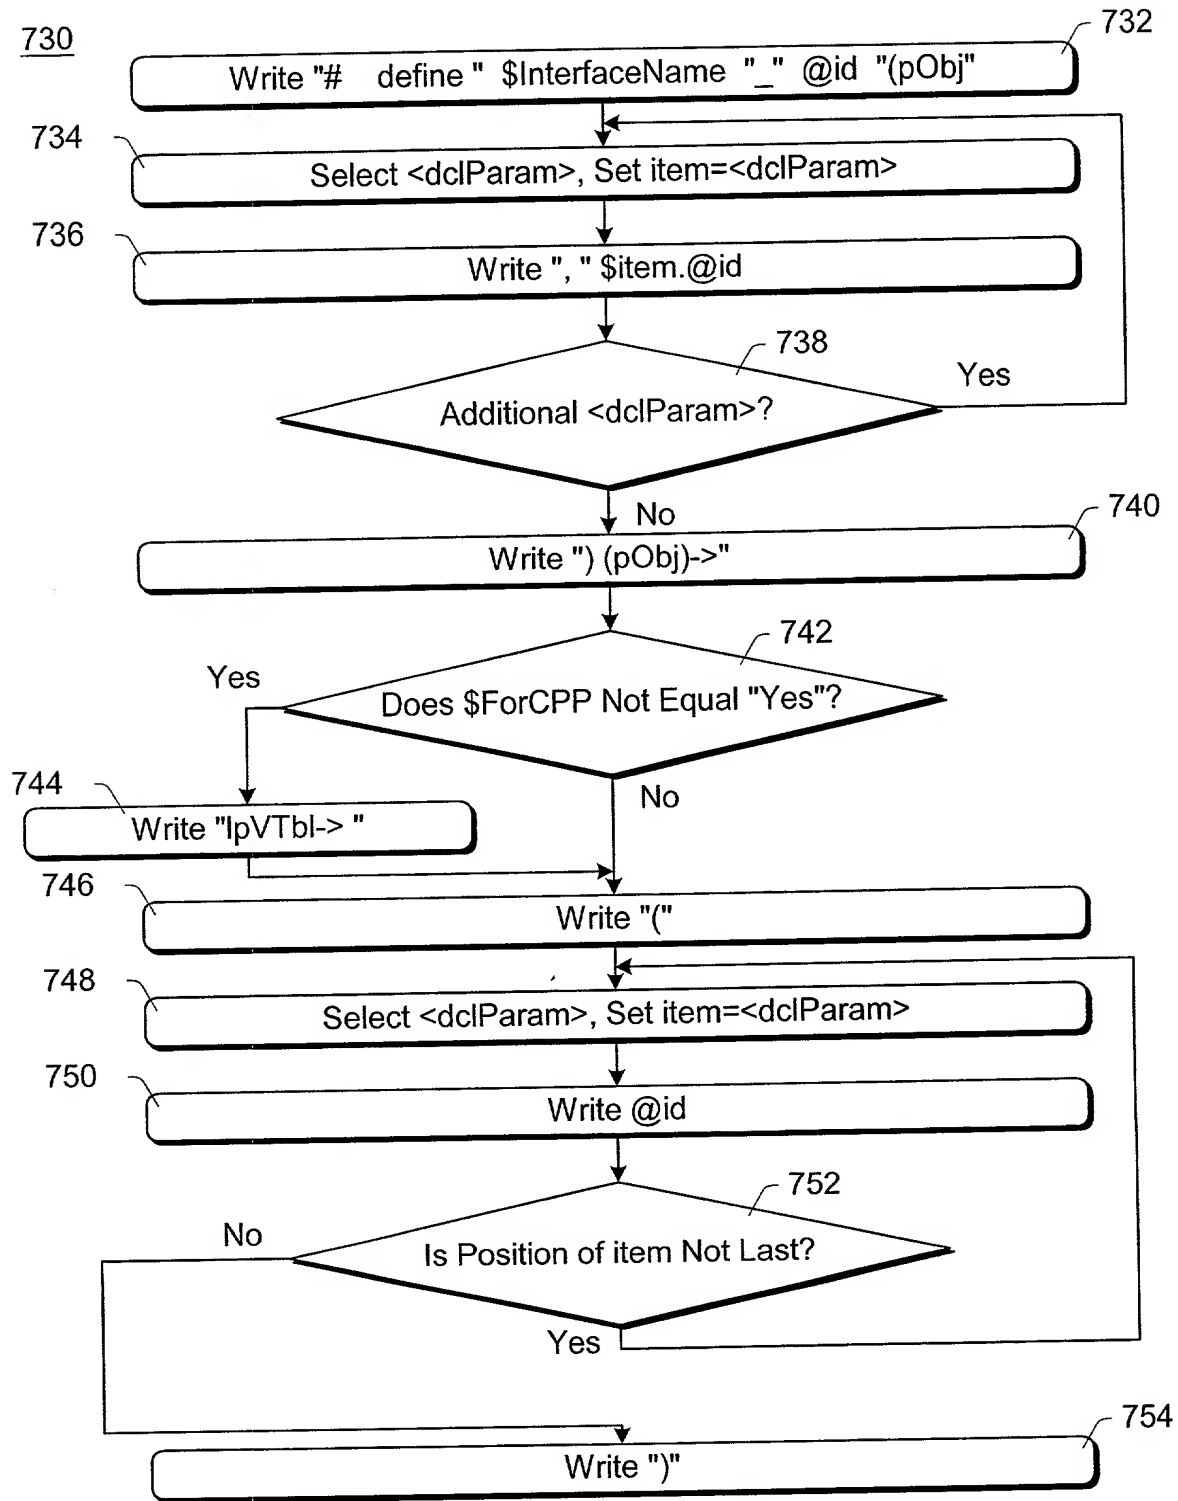 730
732
Write "# define " $InterfaceName "_" @id "(pObj"
734
Select <dclParam>, Set item=<dclParam>
736
Write ", " $item.@id
738
Yes
Additional <dclParam>?
No
740
Write ") (pObj)->"
742
Yes
Does $ForCPP Not Equal "Yes"?
744
No
Write "lpVTbl-> "
746
Write "("
748
Select <dclParam>, Set item=<dclParam>
750
Write @id
752
No
Is Position of item Not Last?
Yes
754
Write ")"